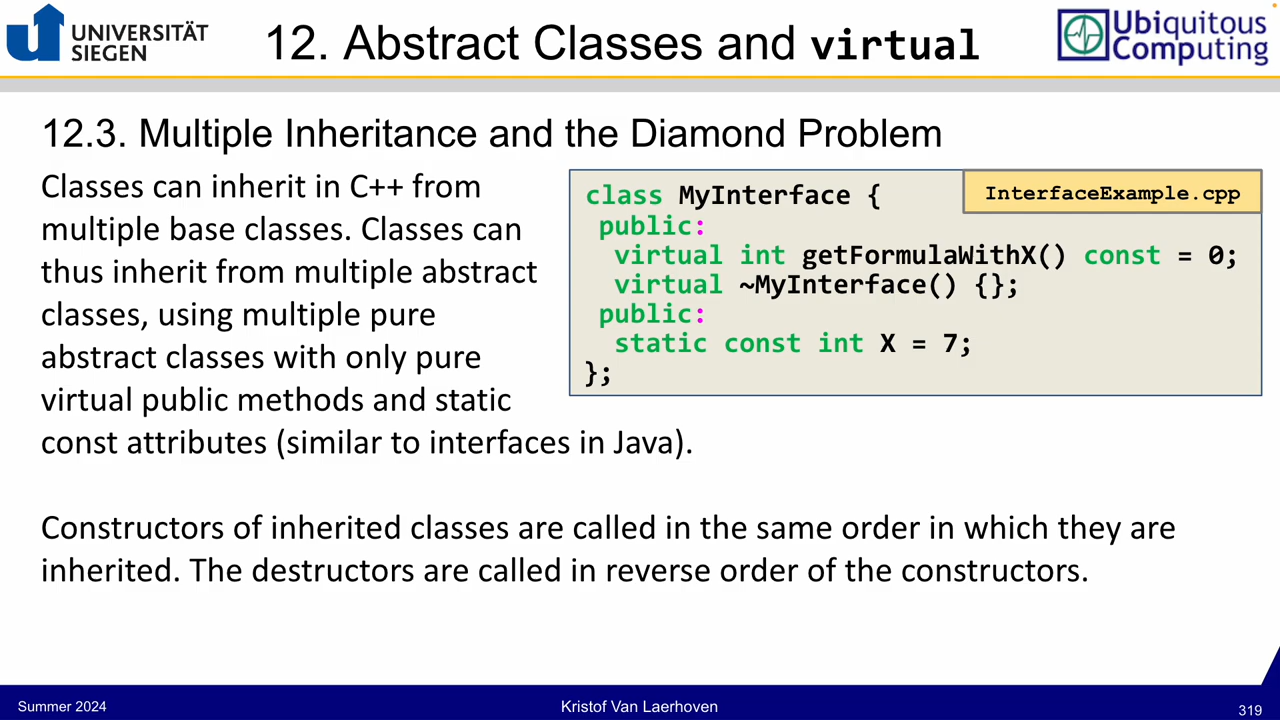 UNIVERSITÄT
SIEGEN
12. Abstract Classes and virtual
Ubiquitous
Computing
12.3. Multiple Inheritance and the Diamond Problem
Classes can inherit in C++ from
multiple base classes. Classes can
thus inherit from multiple abstract
classes, using multiple pure
abstract classes with only pure
virtual public methods and static
const attributes (similar to interfaces in Java).
InterfaceExample.cpp
class MyInterface {
 public:
  virtual int getFormulaWithX() const = 0;
  virtual ~MyInterface() {};
 public:
  static const int X = 7;
};
Constructors of inherited classes are called in the same order in which they are
inherited. The destructors are called in reverse order of the constructors.
Summer 2024
Kristof Van Laerhoven
319